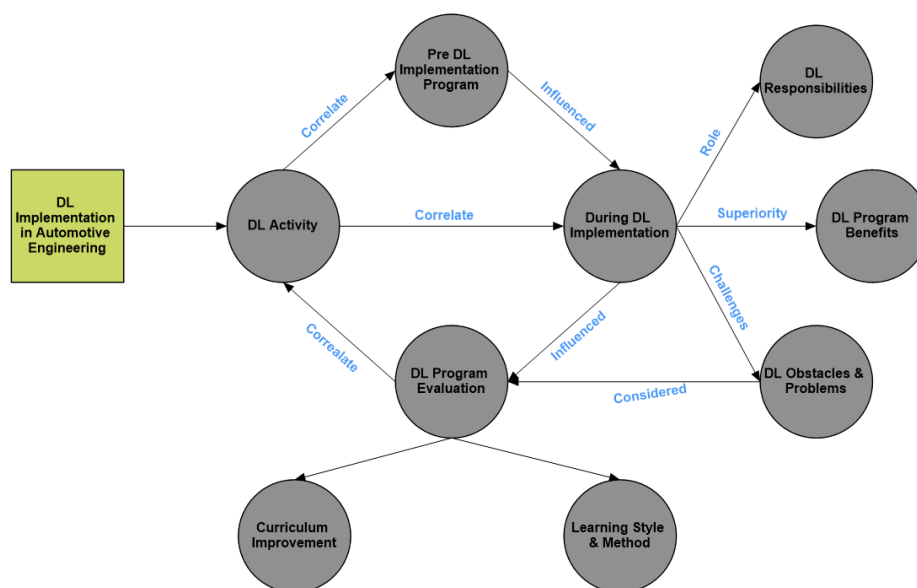 Pre DL
Implementation
Program
DL
Responsibilities
Correlate
Influenced
Role
DL
Implementation
in Automotive
Engineering
DL Activity
Correlate
During DL
Implementation
Superiority
DL Program
Benefits
Challenges
Correalate
Influenced
DL Program
Evaluation
Considered
DL Obstacles &
Problems
Curriculum
Improvement
Learning Style
& Method